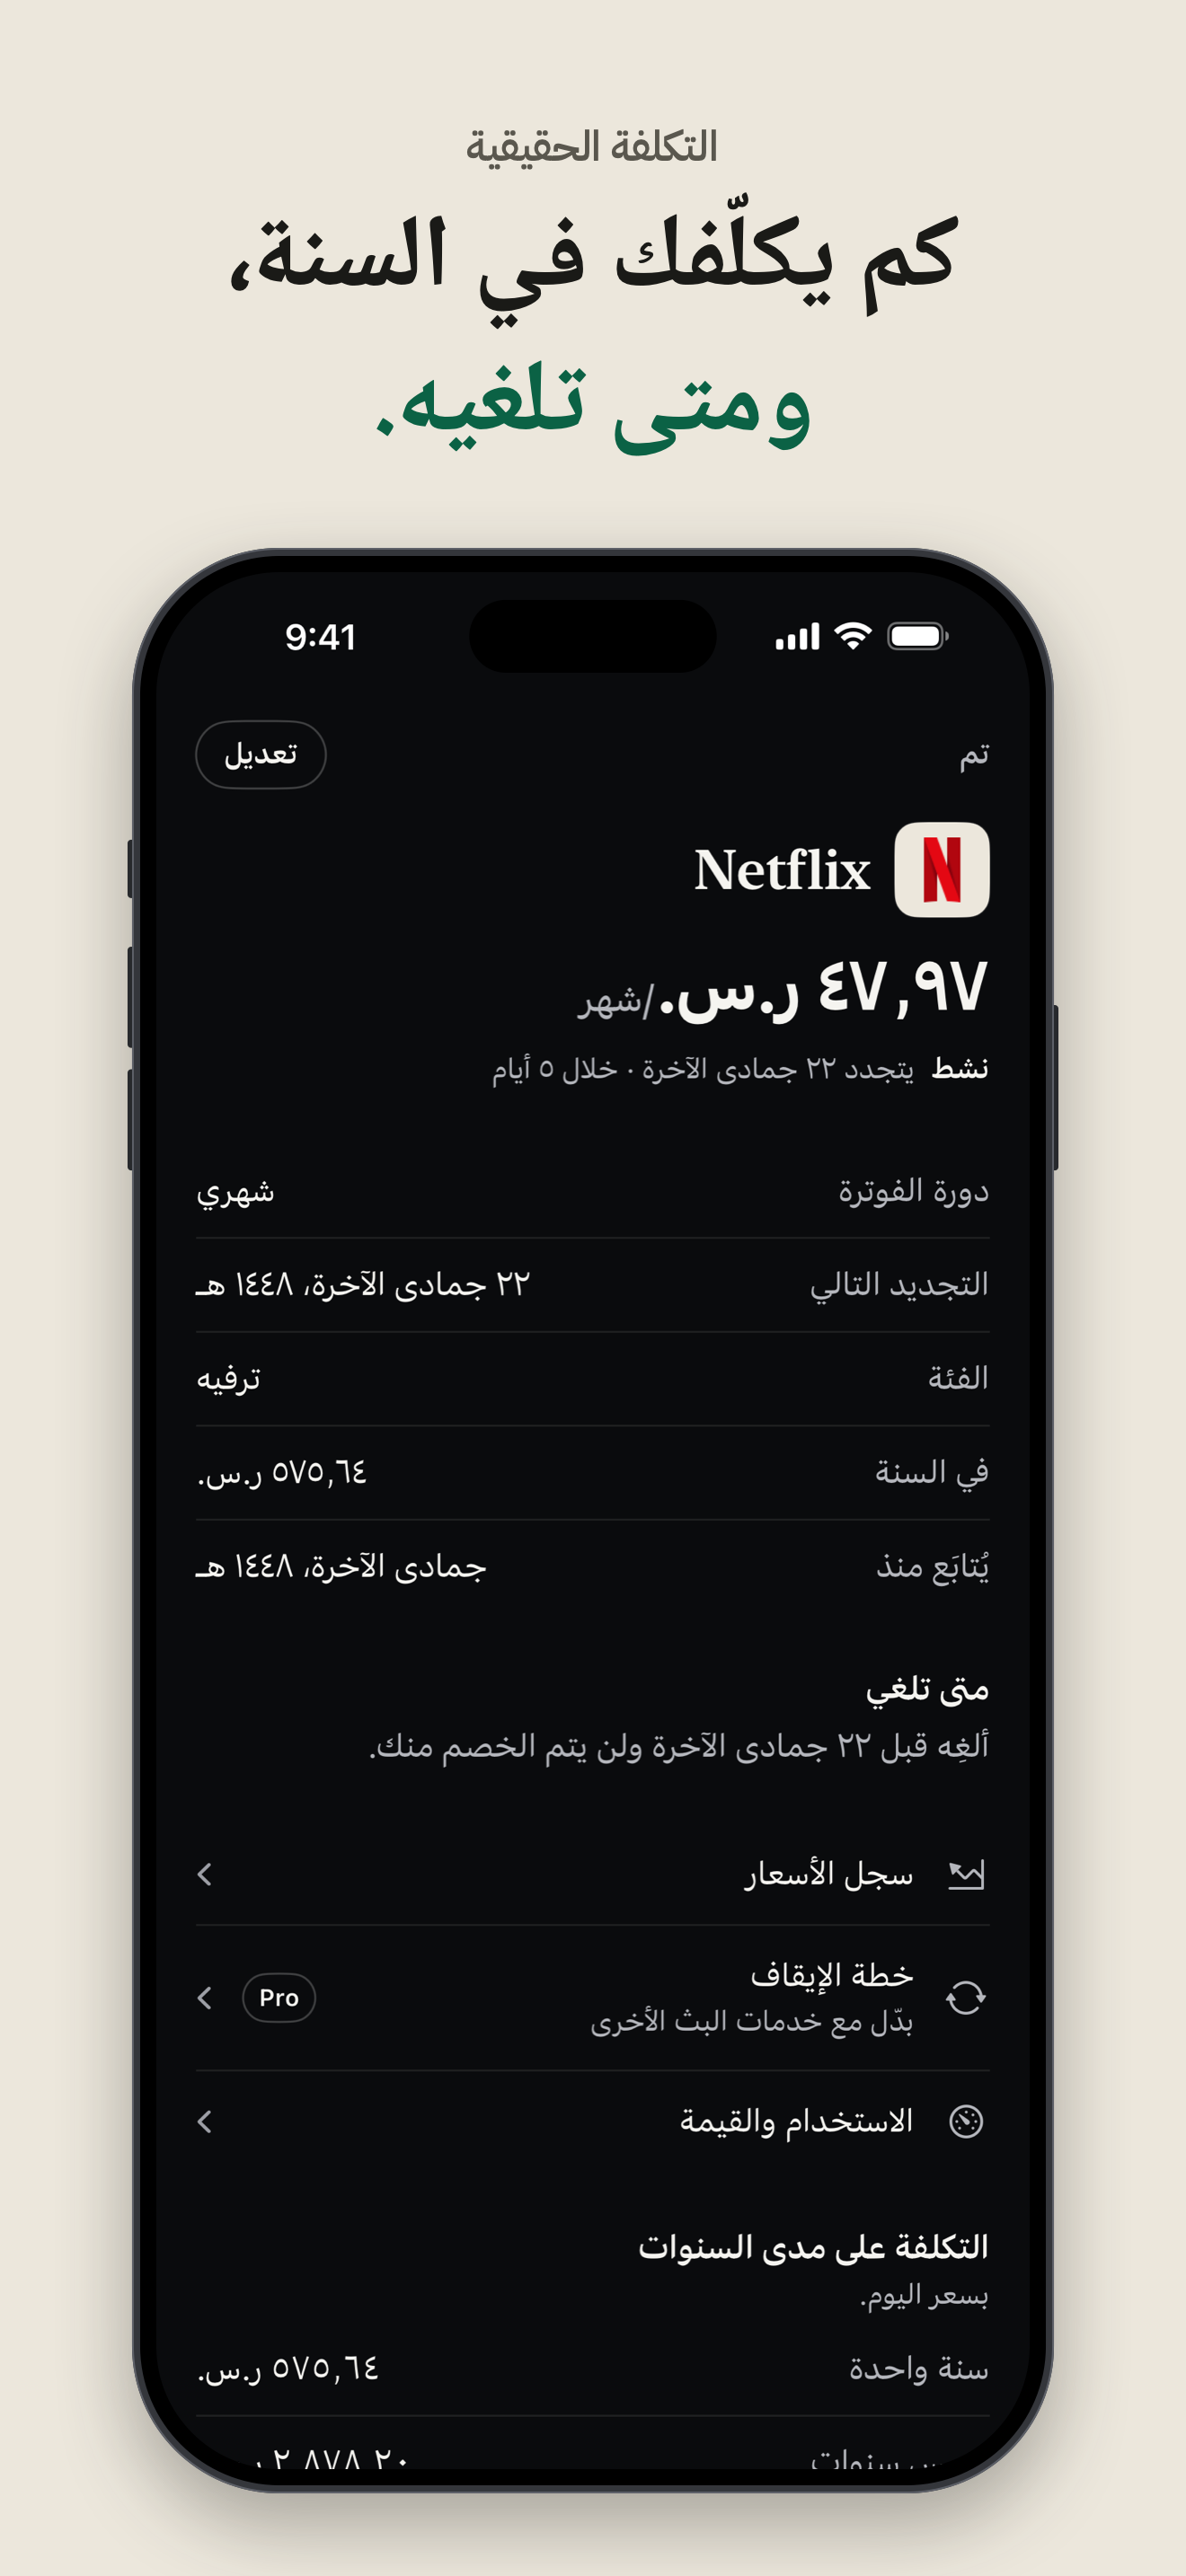 التكلفة الحقيقية
كم يكلّفك في السنة،
ومتى تلغيه.
9:41
تم
تعديل
Netflix
٤٧,٩٧ ر.س./شهر
نشط يتجدد ٢٢ جمادى الآخرة · خلال ٥ أيام
دورة الفوترة شهري
التجديد التالي ٢٢ جمادى الآخرة، ١٤٤٨ هـ
الفئة ترفيه
في السنة ٥٧٥,٦٤ ر.س.
يُتابَع منذ جمادى الآخرة، ١٤٤٨ هـ
متى تلغي
ألغِه قبل ٢٢ جمادى الآخرة ولن يتم الخصم منك.
سجل الأسعار
خطة الإيقاف
بدّل مع خدمات البث الأخرى
Pro
الاستخدام والقيمة
التكلفة على مدى السنوات
بسعر اليوم.
سنة واحدة ٥٧٥,٦٤ ر.س.
سنوات